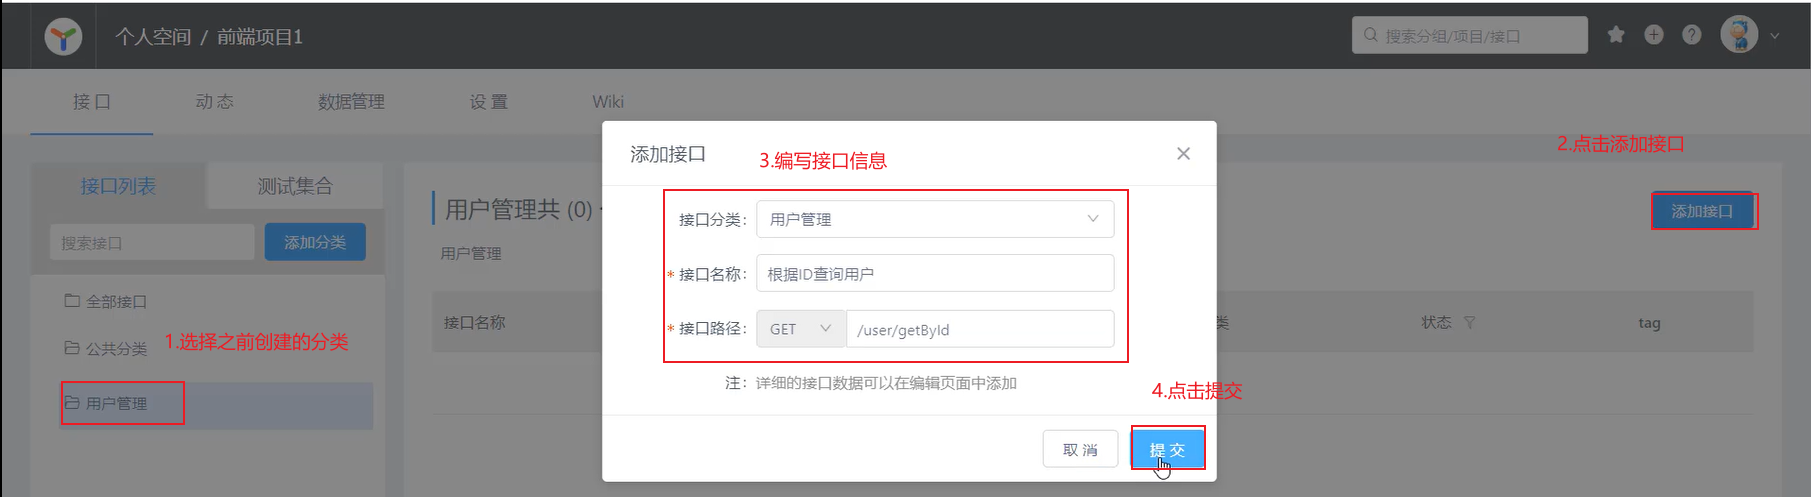 个人空间 / 前端项目1
搜索分组/项目/接口
接口 动态 数据管理 设置 Wiki
2.点击添加接口
添加接口 3.编写接口信息
接口列表 测试集合
用户管理共 (0)
添加接口
搜索接口 添加分类
用户管理
接口分类: 用户管理
* 接口名称: 根据ID查询用户
* 接口路径: GET /user/getById
全部接口
接口名称 类 状态 tag
1.选择之前创建的分类
公共分类
注: 详细的接口数据可以在编辑页面中添加
4.点击提交
用户管理
取消 提交